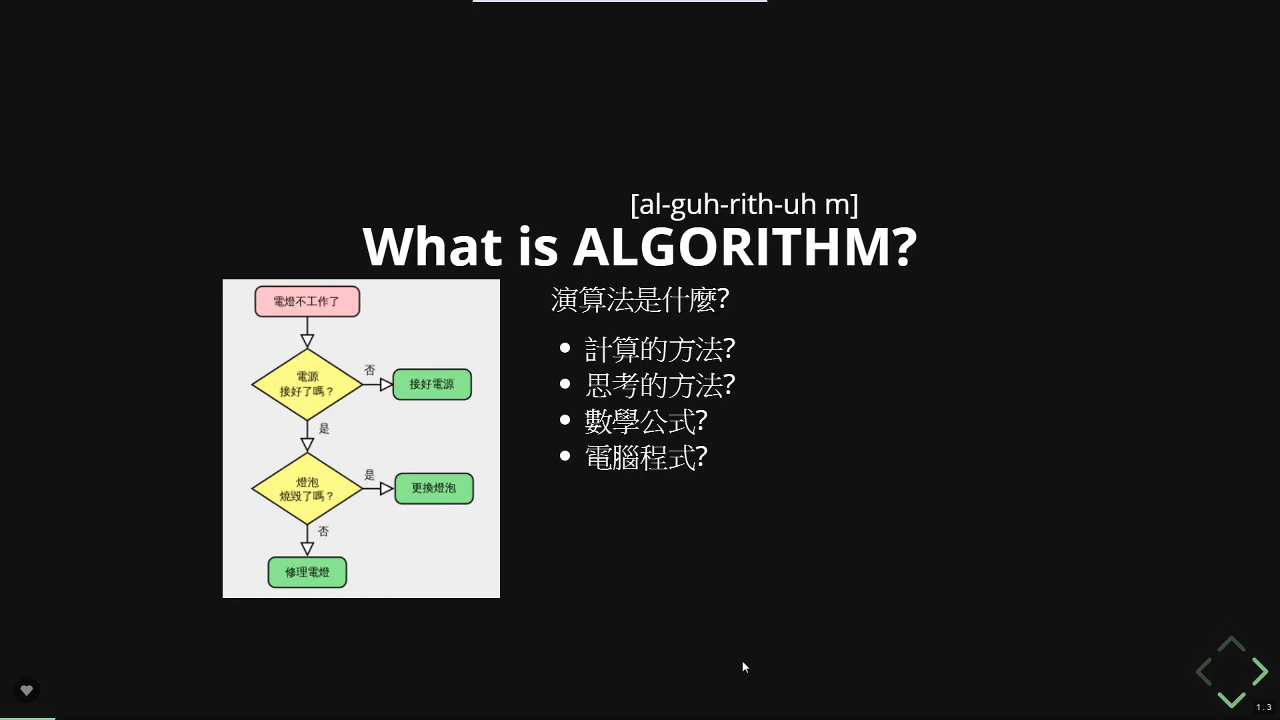 [al-guh-rith-uh m]
What is ALGORITHM?
電燈不工作了
電源
接好了嗎？
否
接好電源
是
燈泡
燒毀了嗎？
是
更換燈泡
否
修理電燈
演算法是什麼?
計算的方法?
思考的方法?
數學公式?
電腦程式?
1.3